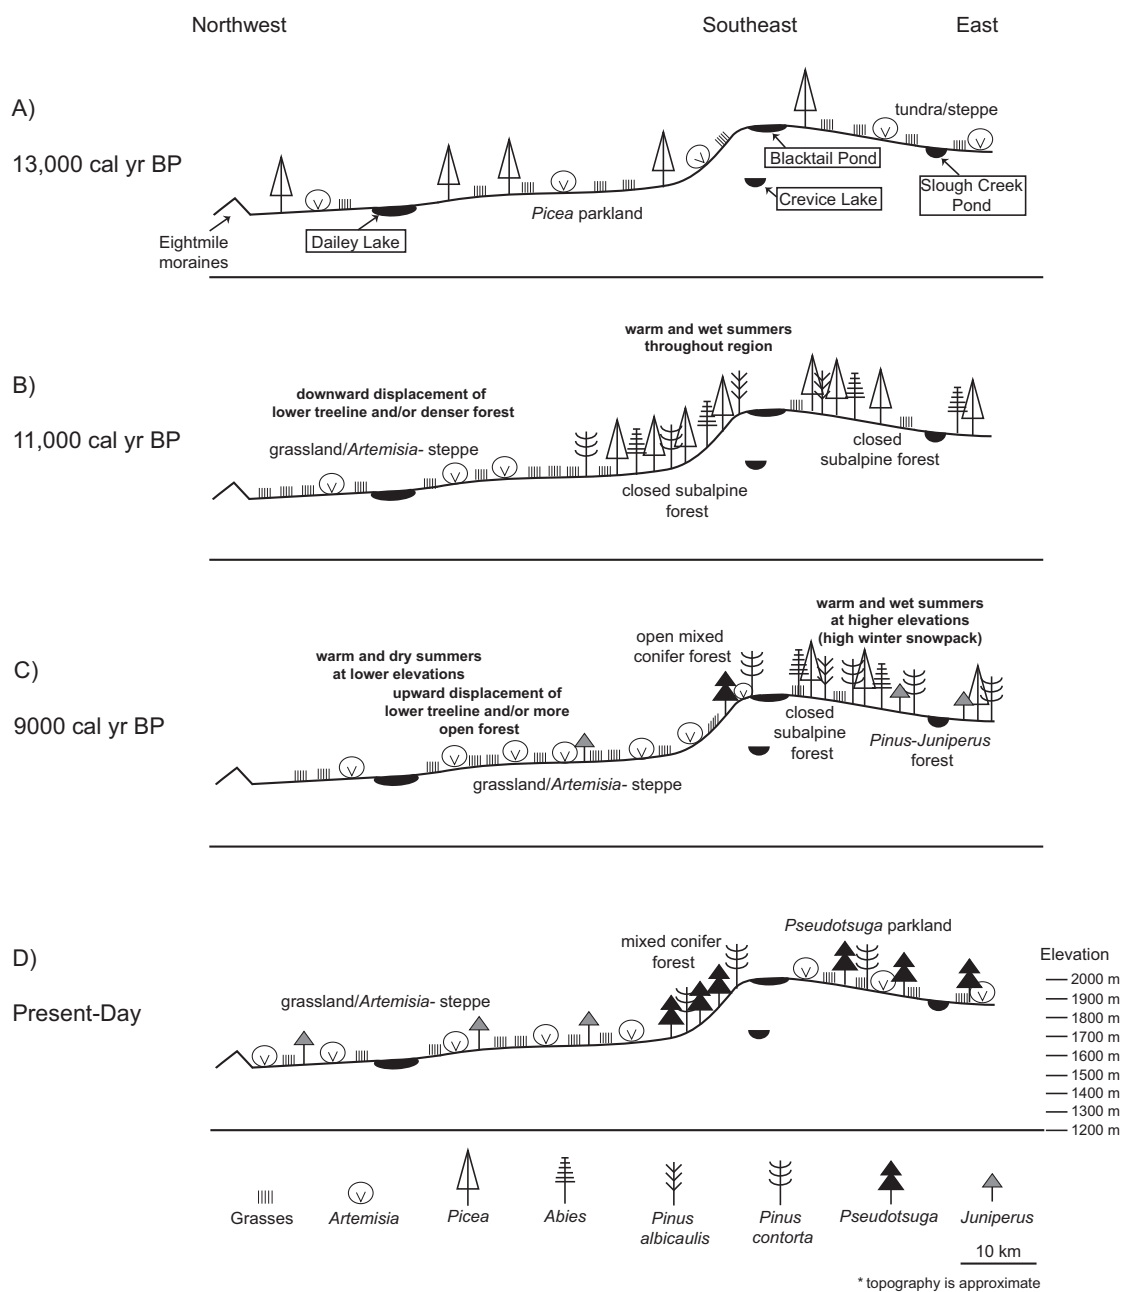 Northwest
Southeast
East
A)
13,000 cal yr BP
tundra/steppe
Blacktail Pond
Crevice Lake
Slough Creek
Pond
Picea parkland
Eightmile
moraines
Dailey Lake
B)
11,000 cal yr BP
warm and wet summers
throughout region
downward displacement of
lower treeline and/or denser forest
grassland/Artemisia- steppe
closed
subalpine forest
closed subalpine
forest
C)
9000 cal yr BP
warm and wet summers
at higher elevations
(high winter snowpack)
open mixed
conifer forest
warm and dry summers
at lower elevations
upward displacement of
lower treeline and/or more
open forest
closed
subalpine
forest
Pinus-Juniperus
forest
grassland/Artemisia- steppe
D)
Present-Day
Pseudotsuga parkland
mixed conifer
forest
grassland/Artemisia- steppe
Elevation
2000 m
1900 m
1800 m
1700 m
1600 m
1500 m
1400 m
1300 m
1200 m
Grasses
Artemisia
Picea
Abies
Pinus
albicaulis
Pinus
contorta
Pseudotsuga
Juniperus
10 km
* topography is approximate